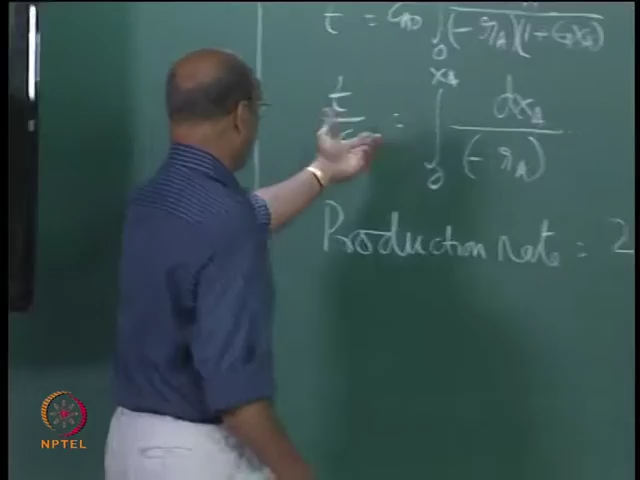 t = C_A0 ∫_0 (-r_A)(1+ε_A x_A)
t = ∫_0^{x_A} dx_A / (-r_A)
Production rate = 2
NPTEL